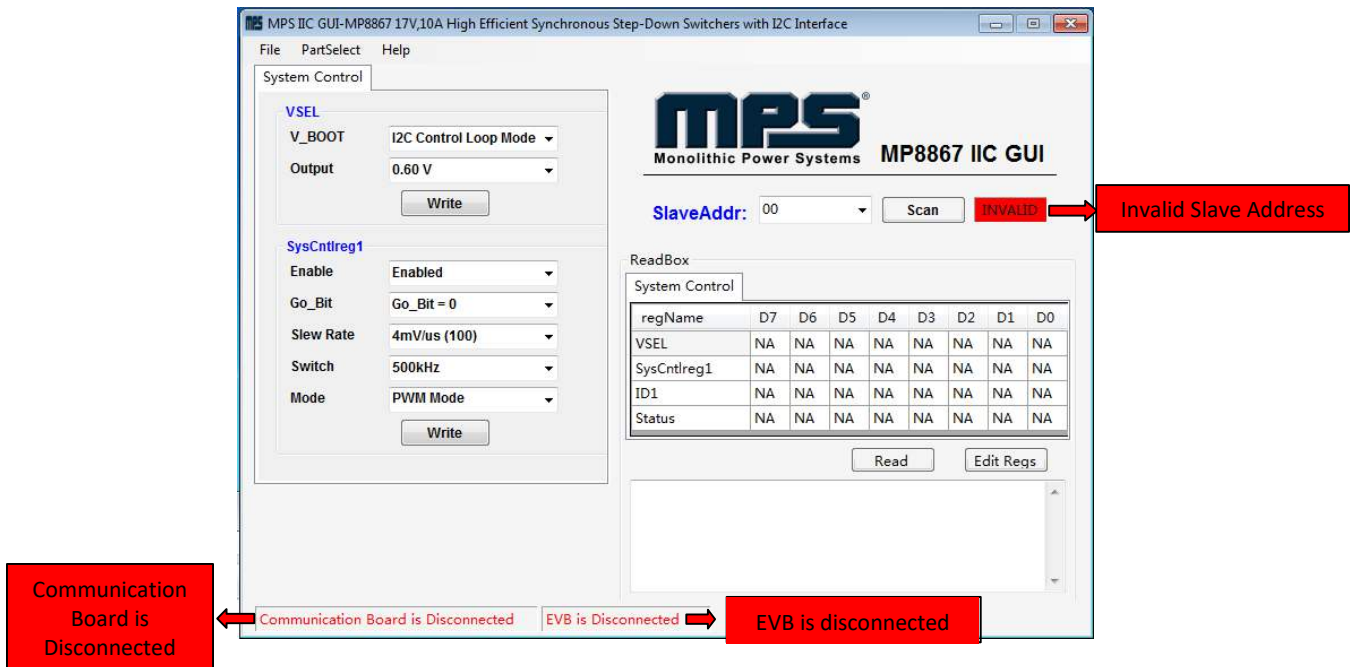 MPS IIC GUI-MP8867 17V,10A High Efficient Synchronous Step-Down Switchers with I2C Interface
File PartSelect Help
System Control
VSEL
V_BOOT I2C Control Loop Mode
Output 0.60 V
Write
SysCntlreg1
Enable Enabled
Go_Bit Go_Bit = 0
Slew Rate 4mV/us (100)
Switch 500kHz
Mode PWM Mode
Write
mps®
Monolithic Power Systems
MP8867 IIC GUI
SlaveAddr: 00 Scan INVALID
Invalid Slave Address
ReadBox
System Control
regName D7 D6 D5 D4 D3 D2 D1 D0
VSEL NA NA NA NA NA NA NA NA
SysCntlreg1 NA NA NA NA NA NA NA NA
ID1 NA NA NA NA NA NA NA NA
Status NA NA NA NA NA NA NA NA
Read Edit Regs
Communication
Board is
Disconnected
Communication Board is Disconnected EVB is Disconnected
EVB is disconnected